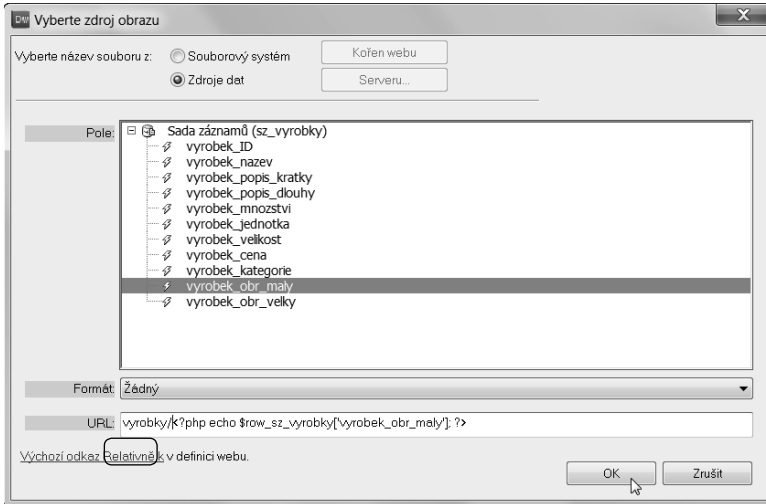 Dw Vyberte zdroj obrazu
Vyberte název souboru z:
Souborový systém
Kořen webu
Zdroje dat
Serveru...
Pole:
Sada záznamů (sz_vyrobky)
vyrobek_ID
vyrobek_nazev
vyrobek_popis_kratky
vyrobek_popis_dlouhy
vyrobek_mnozstvi
vyrobek_jednotka
vyrobek_velikost
vyrobek_cena
vyrobek_kategorie
vyrobek_obr_maly
vyrobek_obr_velky
Formát: Žádný
URL: vyrobky/<?php echo $row_sz_vyrobky['vyrobek_obr_maly']; ?>
Výchozí odkaz Relativně k v definici webu.
OK
Zrušit